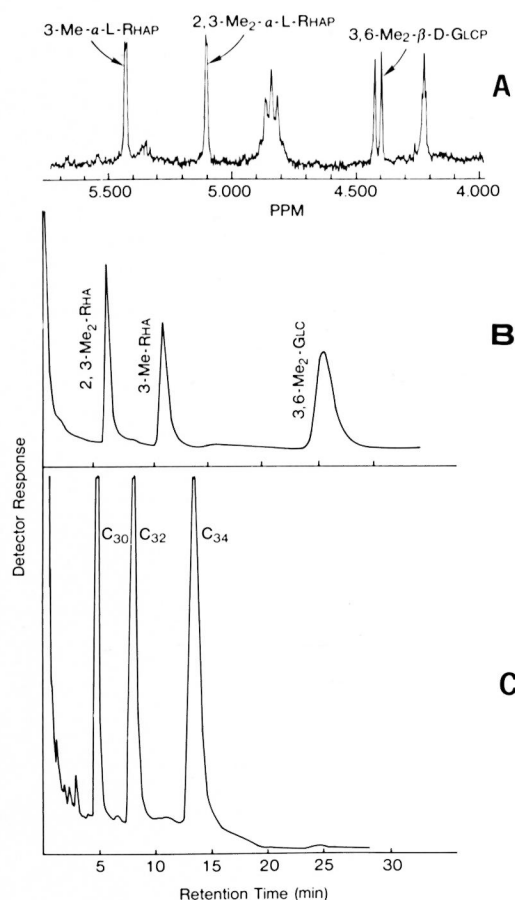 3-Me-a-L-RHAP
2,3-Me₂-a-L-RHAP
3,6-Me₂-β-D-GLCP
A
5.500
5.000
4.500
4.000
PPM
2,3-Me₂-RHA
3-Me-RHA
3,6-Me₂-GLC
B
C₃₀
C₃₂
C₃₄
C
Detector Response
5
10
15
20
25
30
Retention Time (min)